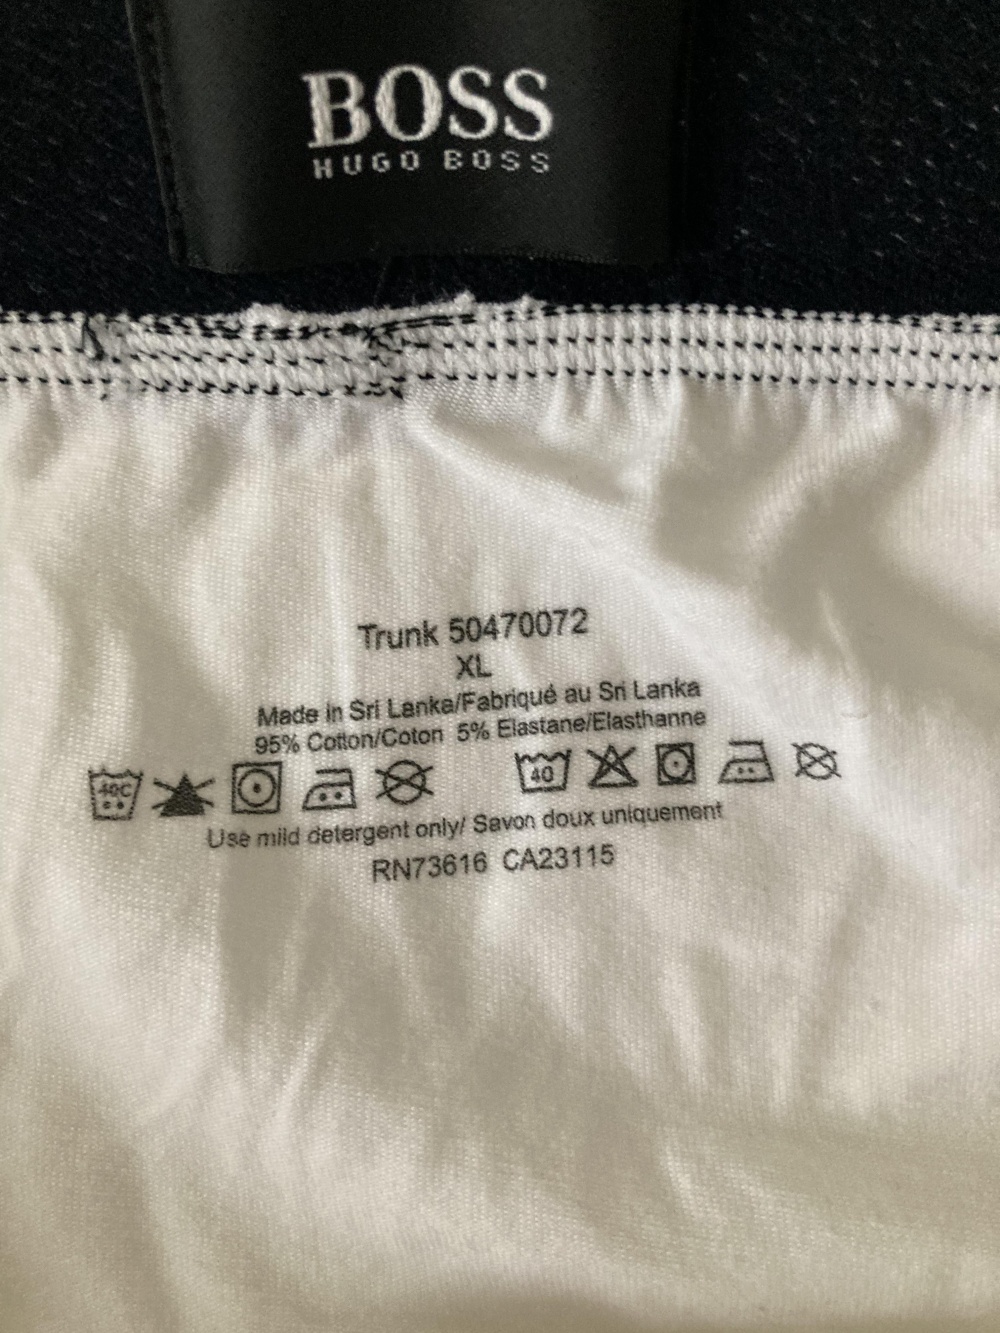 BOSS
HUGO BOSS
Trunk 50470072
XL
Made in Sri Lanka/Fabriqué au Sri Lanka
95% Cotton/Coton 5% Elastane/Elasthanne
40C 40
Use mild detergent only/ Savon doux uniquement
RN73616 CA23115